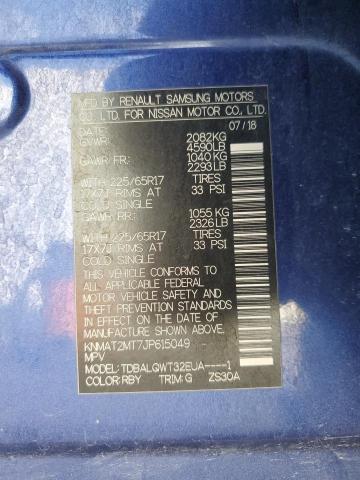 MFD BY RENAULT SAMSUNG MOTORS
CO., LTD. FOR NISSAN MOTOR CO., LTD.
DATE: 07/18
GVWR: 2082KG
4590LB
GAWR/FR: 1040KG
2293LB
WITH 225/65R17 TIRES
17X7J RIMS AT 33 PSI
COLD SINGLE
GAWR/RR: 1055KG
2326LB
WITH 225/65R17 TIRES
17X7J RIMS AT 33 PSI
COLD SINGLE
THIS VEHICLE CONFORMS TO
ALL APPLICABLE FEDERAL
MOTOR VEHICLE SAFETY, BUMPER,
AND THEFT PREVENTION STANDARDS
IN EFFECT ON THE DATE OF
MANUFACTURE SHOWN ABOVE.
KNMAT2MT7JP615049
MPV
MODEL: TDBALQWT32EUA----1
COLOR: RBY TRIM: G ZS30A